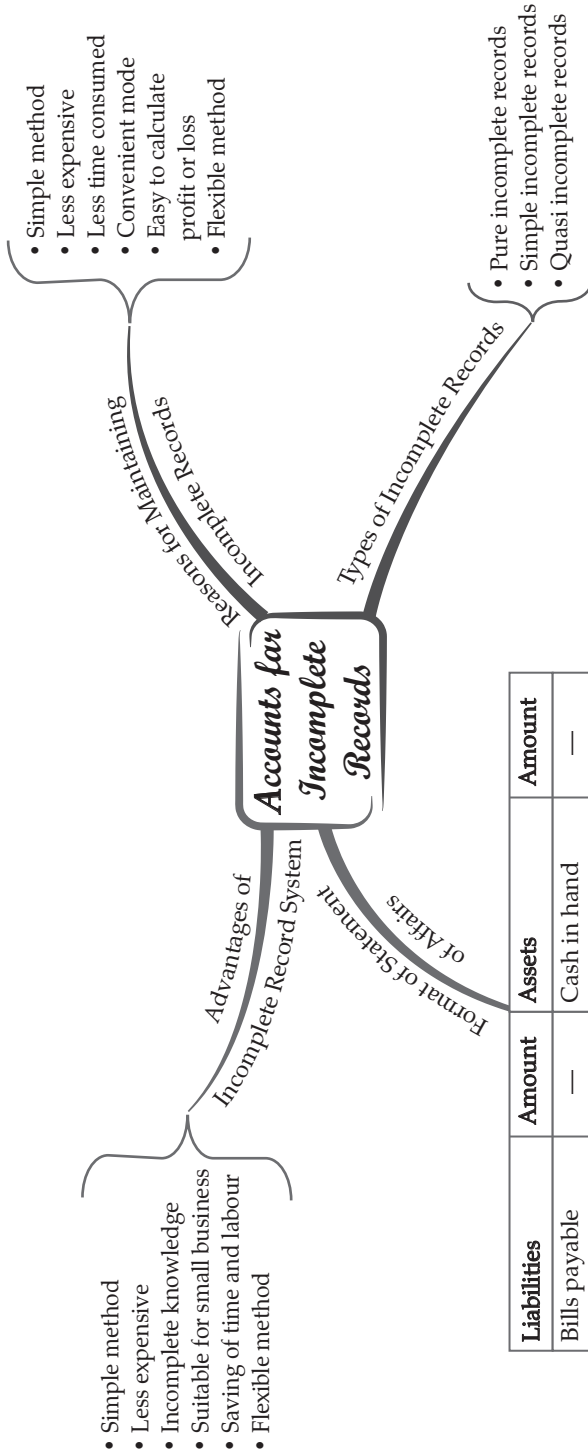 Accounts far
Incomplete
Records
Advantages of
Incomplete Record System
• Simple method
• Less expensive
• Incomplete knowledge
• Suitable for small business
• Saving of time and labour
• Flexible method
Reasons for Maintaining
Incomplete Records
• Simple method
• Less expensive
• Less time consumed
• Convenient mode
• Easy to calculate
profit or loss
• Flexible method
Types of Incomplete Records
• Pure incomplete records
• Simple incomplete records
• Quasi incomplete records
Format of Statement
of Affairs
Liabilities Amount Assets Amount
Bills payable — Cash in hand —